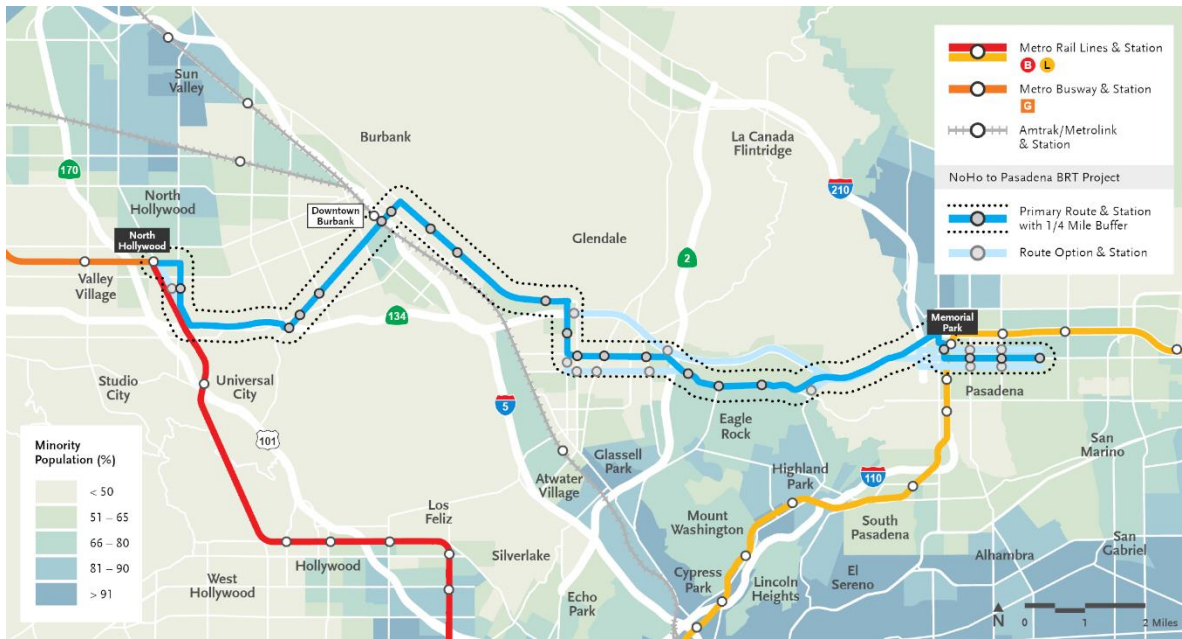 Sun
Valley
Burbank
La Canada
Flintridge
170
210
North
Hollywood
Downtown
Burbank
North
Hollywood
Glendale
2
Valley
Village
134
Memorial
Park
Studio
City
Universal
City
5
Pasadena
Eagle
Rock
101
Glassell
Park
San
Marino
Atwater
Village
Highland
Park
110
Los
Feliz
Mount
Washington
South
Pasadena
Silverlake
Hollywood
West
Hollywood
Echo
Park
Cypress
Park
Lincoln
Heights
El
Sereno
Alhambra
San
Gabriel
Metro Rail Lines & Station
B L
Metro Busway & Station
G
Amtrak/Metrolink
& Station
NoHo to Pasadena BRT Project
Primary Route & Station
with 1/4 Mile Buffer
Route Option & Station
Minority
Population (%)
< 50
51 – 65
66 – 80
81 – 90
> 91
N
0 1 2 Miles